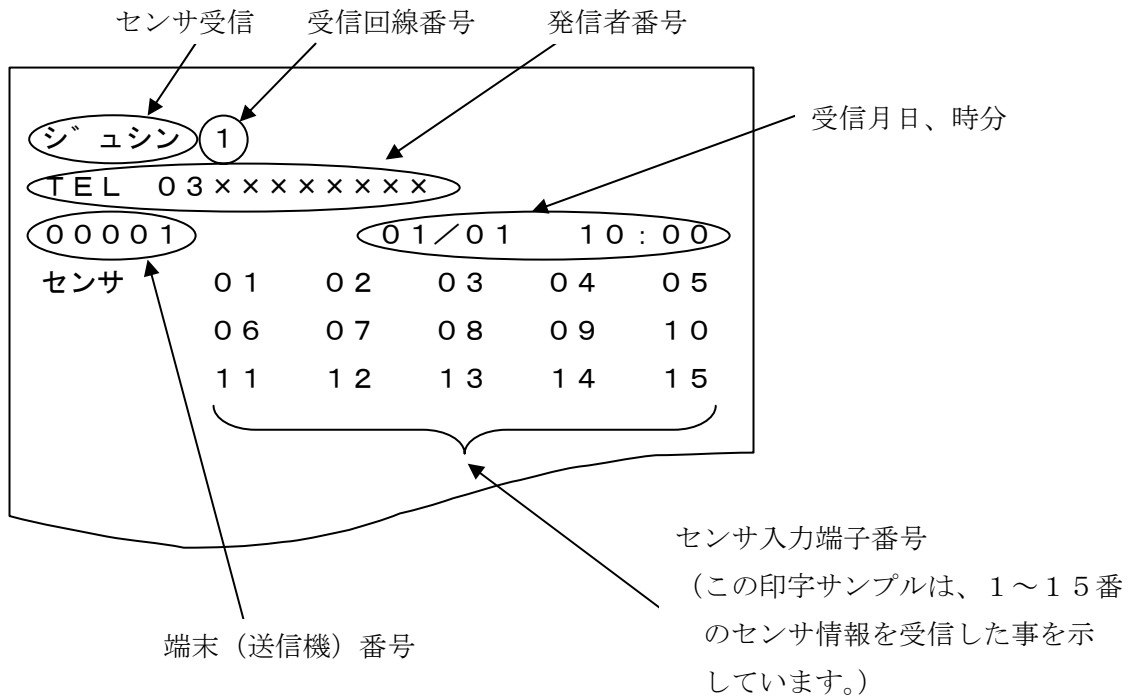 センサ受信　受信回線番号　発信者番号
受信月日、時分
シ゛ュシン　１
ＴＥＬ　０３××××××××
００００１　０１／０１　１０：００
センサ　０１　０２　０３　０４　０５
０６　０７　０８　０９　１０
１１　１２　１３　１４　１５
センサ入力端子番号
（この印字サンプルは、１～１５番
のセンサ情報を受信した事を示
しています。）
端末（送信機）番号